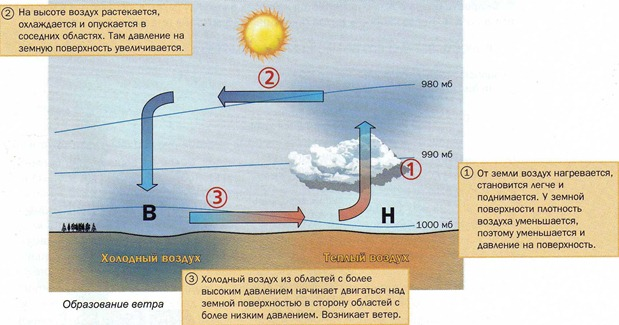 ② На высоте воздух растекается,
охлаждается и опускается в
соседних областях. Там давление на
земную поверхность увеличивается.
②
980 мб
990 мб
①
① От земли воздух нагревается,
становится легче и
поднимается. У земной
поверхности плотность
воздуха уменьшается,
поэтому уменьшается и
давление на поверхность.
③
В
Н
1000 мб
Холодный воздух
Теплый воздух
③ Холодный воздух из областей с более
высоким давлением начинает двигаться над
земной поверхностью в сторону областей с
более низким давлением. Возникает ветер.
Образование ветра